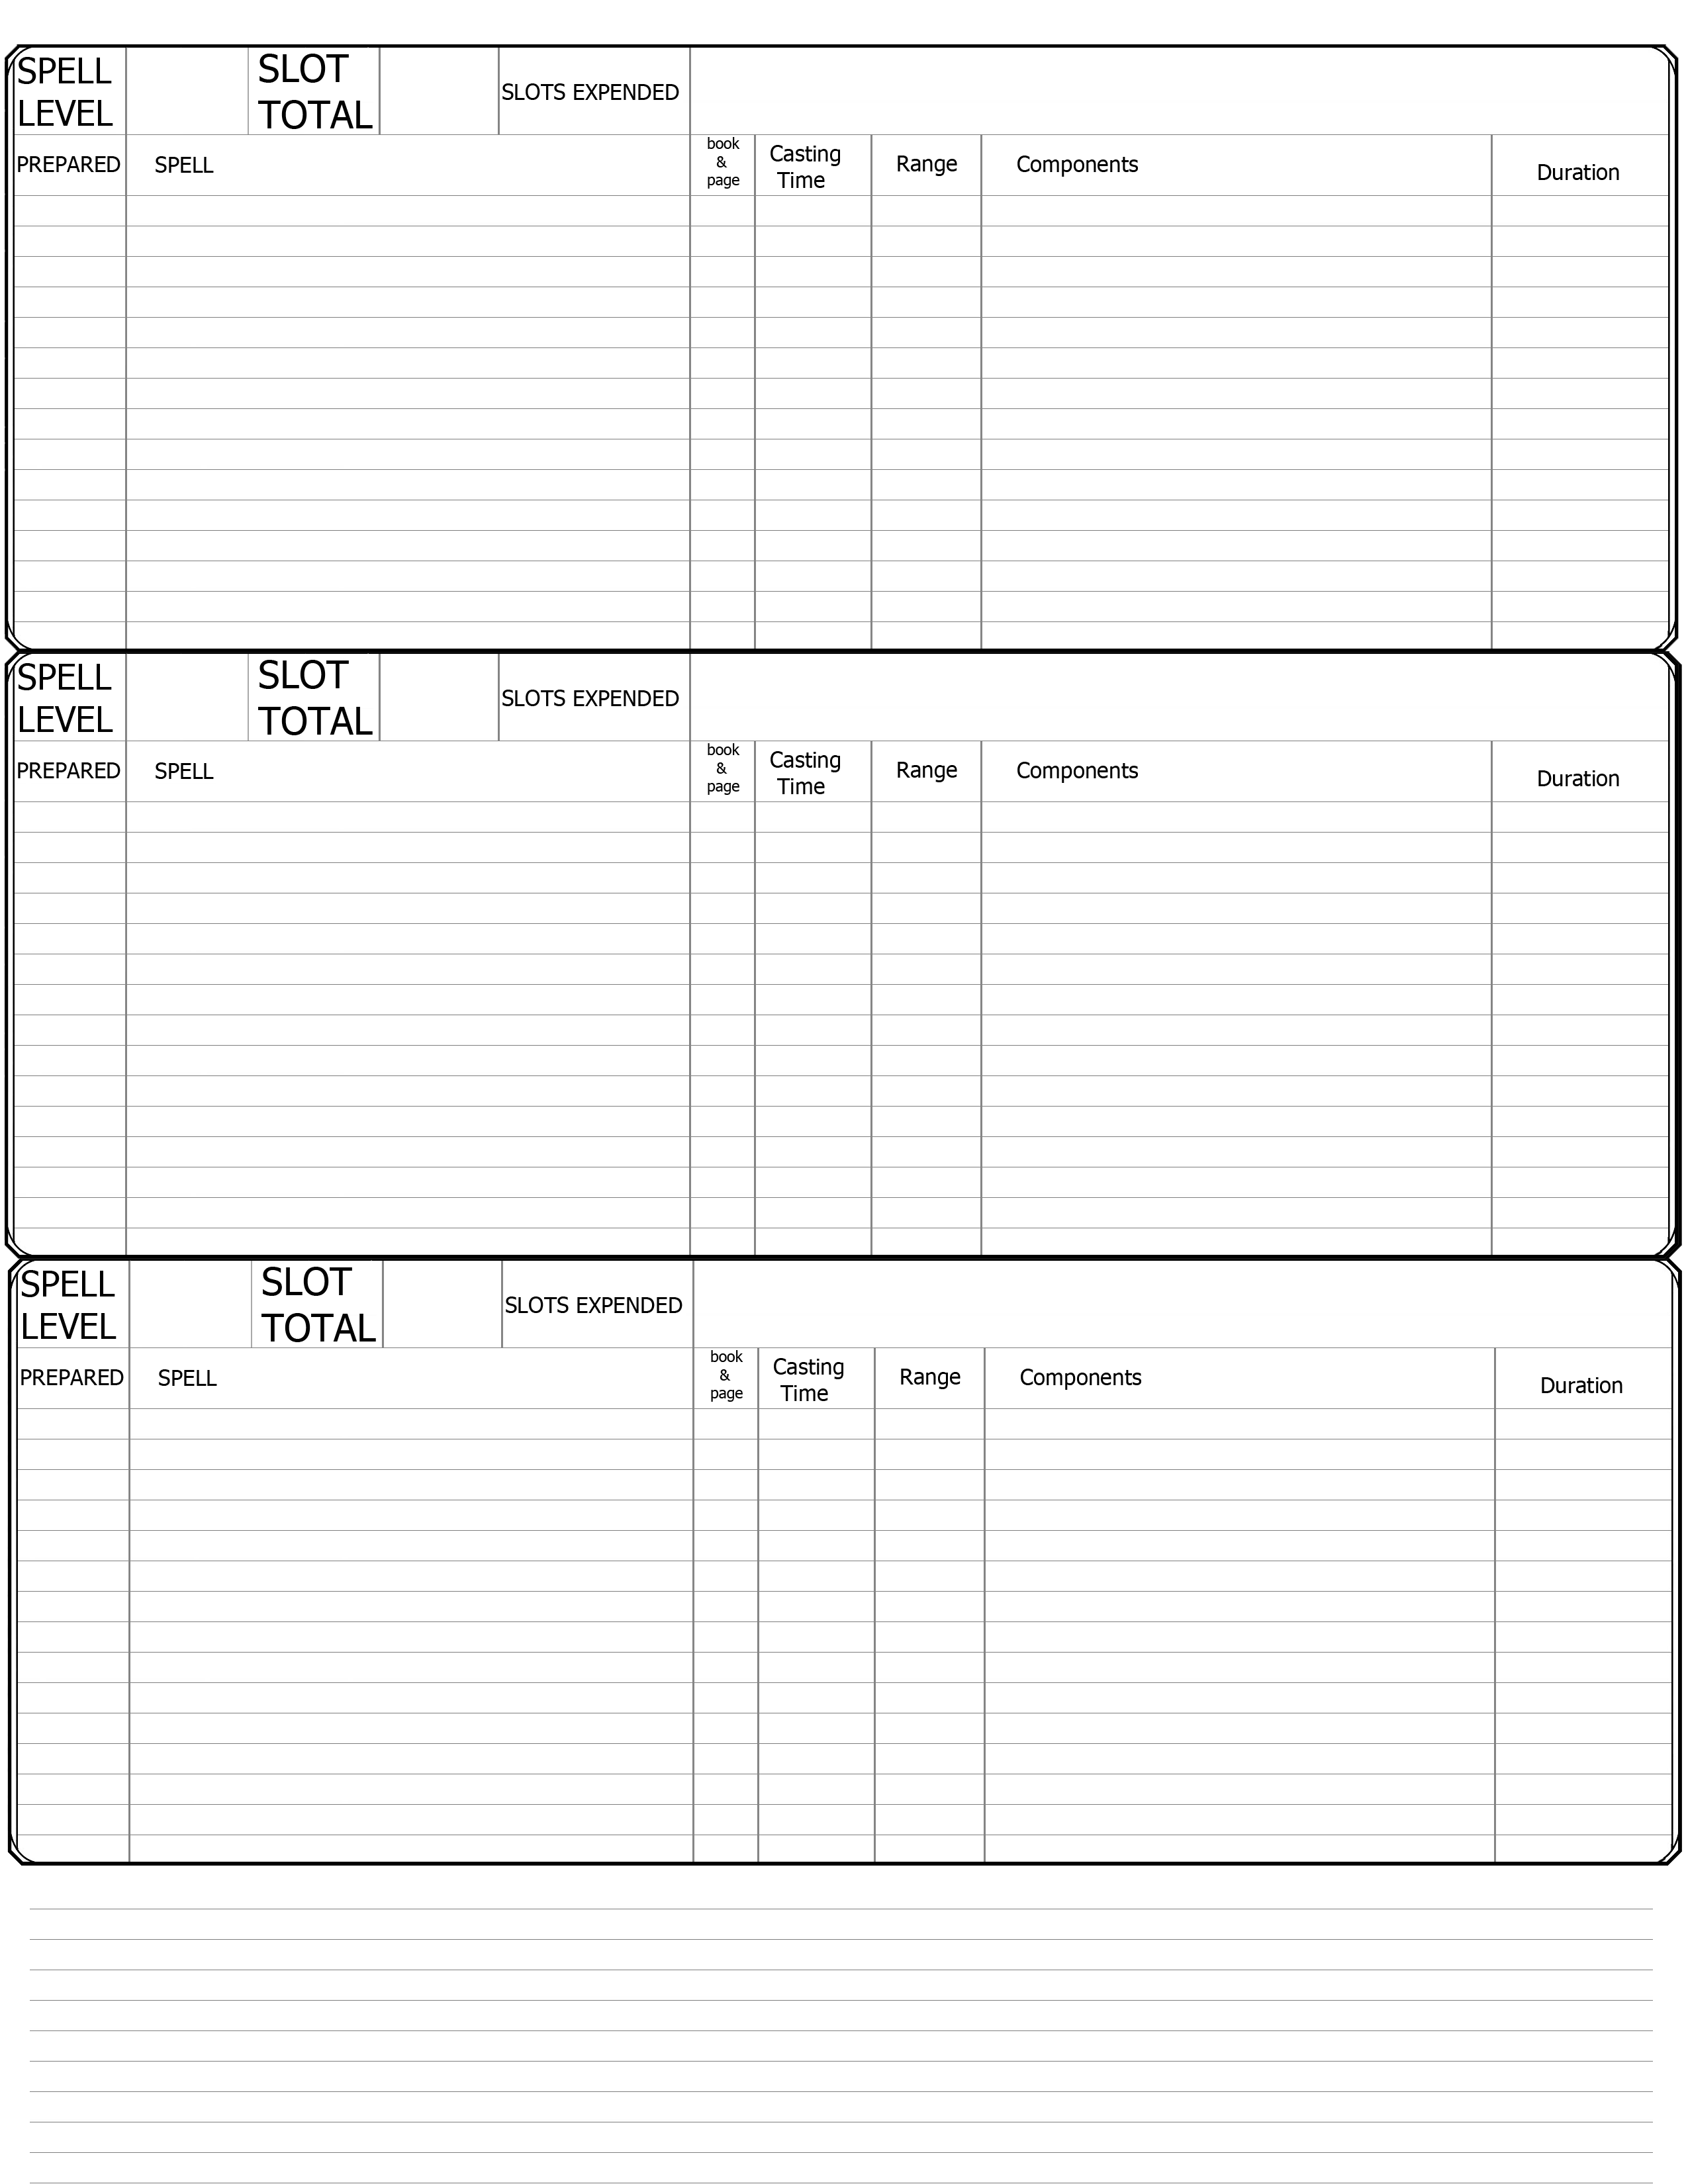 SPELL LEVEL SLOT TOTAL SLOTS EXPENDED
PREPARED SPELL book & page Casting Time Range Components Duration
SPELL LEVEL SLOT TOTAL SLOTS EXPENDED
PREPARED SPELL book & page Casting Time Range Components Duration
SPELL LEVEL SLOT TOTAL SLOTS EXPENDED
PREPARED SPELL book & page Casting Time Range Components Duration